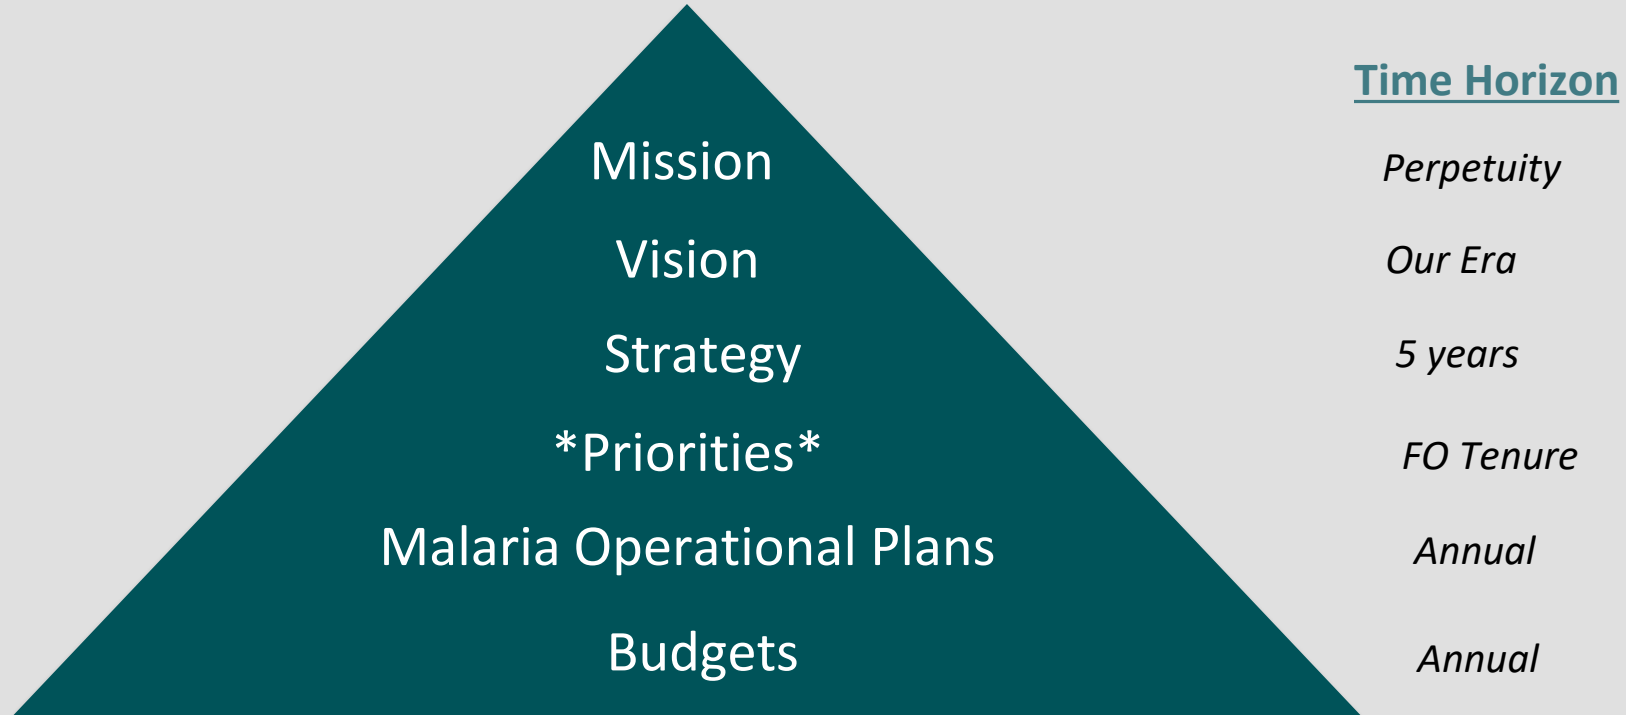 Time Horizon
Mission
Perpetuity
Vision
Our Era
Strategy
5 years
*Priorities*
FO Tenure
Malaria Operational Plans
Annual
Budgets
Annual